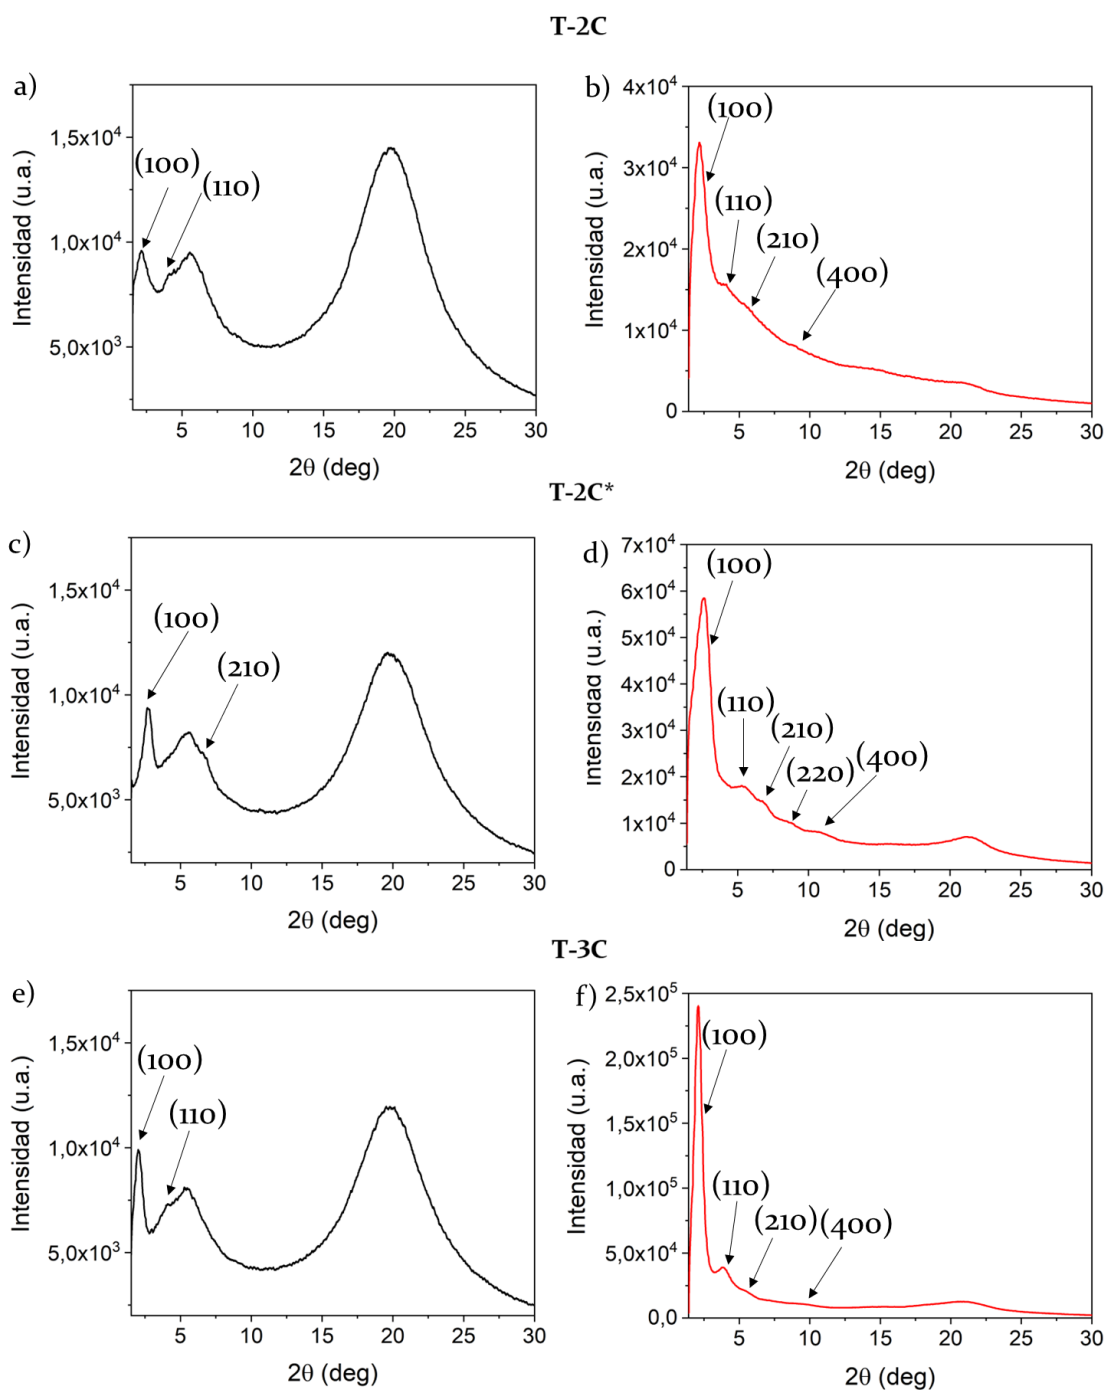 T-2C
a)
Intensidad (u.a.)
1,5x10⁴
1,0x10⁴
5,0x10³
(100)
(110)
5
10
15
20
25
30
2θ (deg)
b)
Intensidad (u.a.)
4x10⁴
3x10⁴
2x10⁴
1x10⁴
0
(100)
(110)
(210)
(400)
5
10
15
20
25
30
2θ (deg)
T-2C*
c)
Intensidad (u.a.)
1,5x10⁴
1,0x10⁴
5,0x10³
(100)
(210)
5
10
15
20
25
30
2θ (deg)
d)
Intensidad (u.a.)
7x10⁴
6x10⁴
5x10⁴
4x10⁴
3x10⁴
2x10⁴
1x10⁴
0
(100)
(110)
(210)
(220)
(400)
5
10
15
20
25
30
2θ (deg)
T-3C
e)
Intensidad (u.a.)
1,5x10⁴
1,0x10⁴
5,0x10³
(100)
(110)
5
10
15
20
25
30
2θ (deg)
f)
Intensidad (u.a.)
2,5x10⁵
2,0x10⁵
1,5x10⁵
1,0x10⁵
5,0x10⁴
0,0
(100)
(110)
(210)
(400)
5
10
15
20
25
30
2θ (deg)